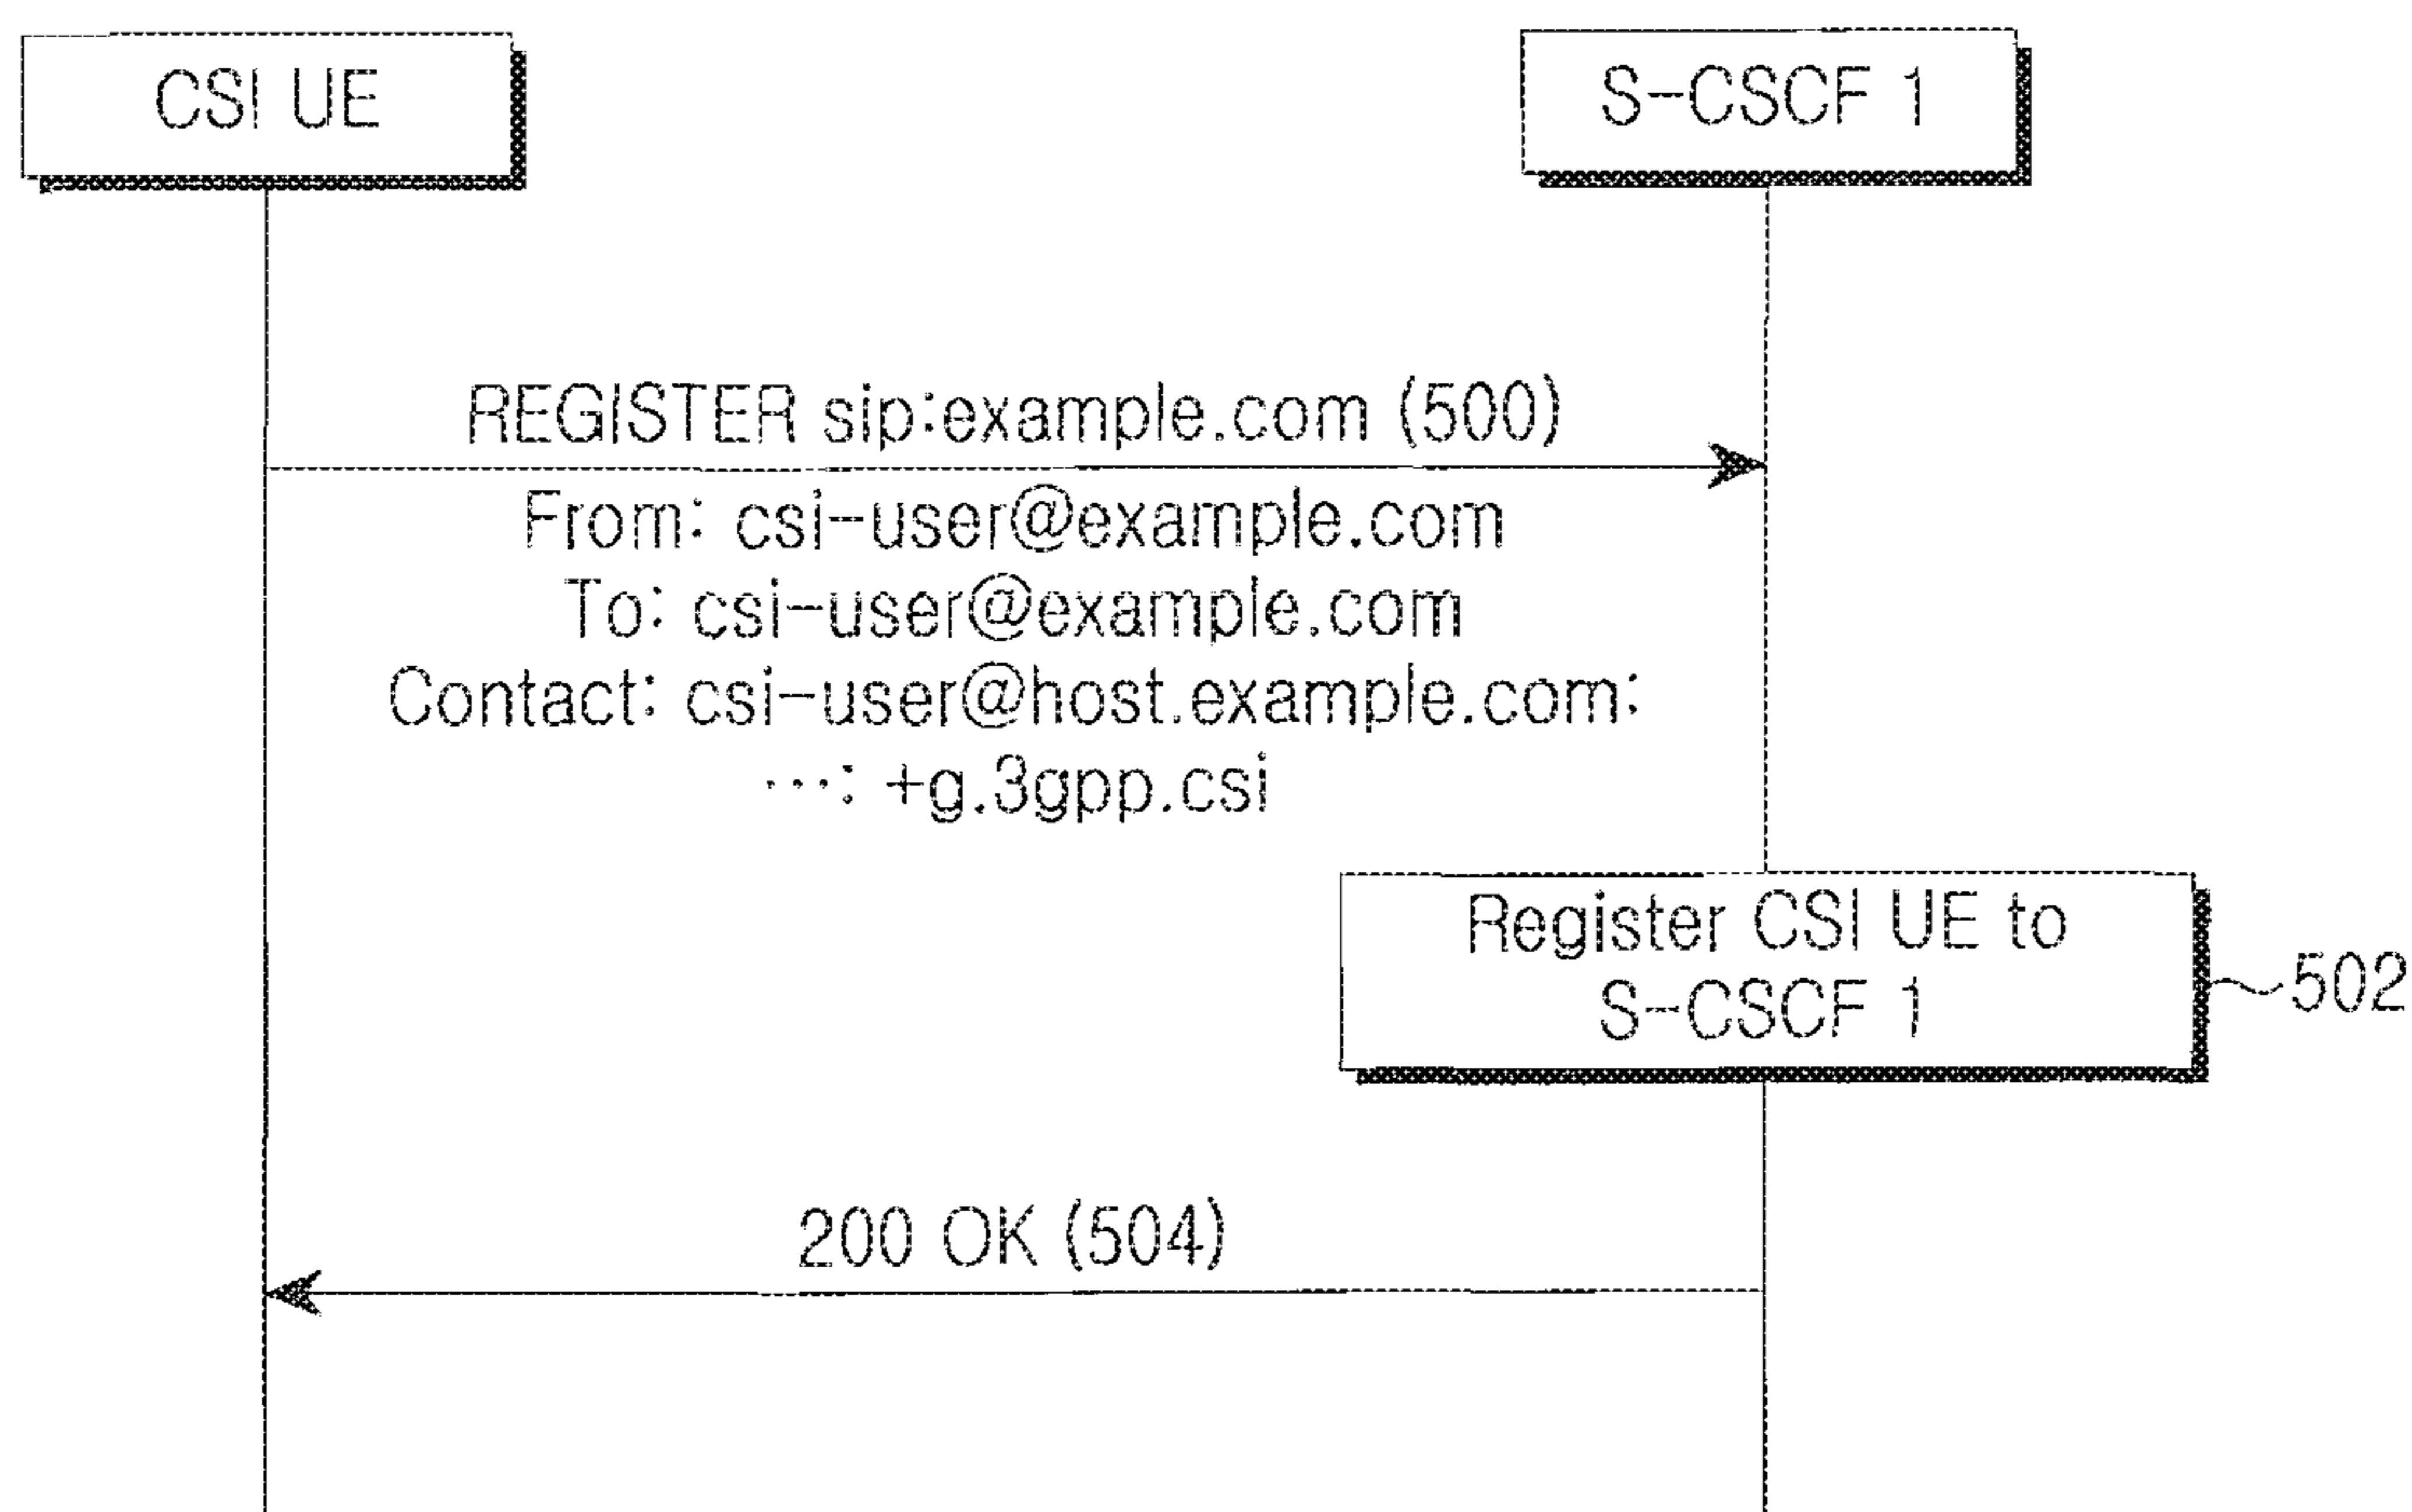 CSI UE
S-CSCF 1
REGISTER sip:example.com (500)
From: csi-user@example.com
To: csi-user@example.com
Contact: csi-user@host.example.com:
…: +g.3gpp.csi
Register CSI UE to
S-CSCF 1
502
200 OK (504)